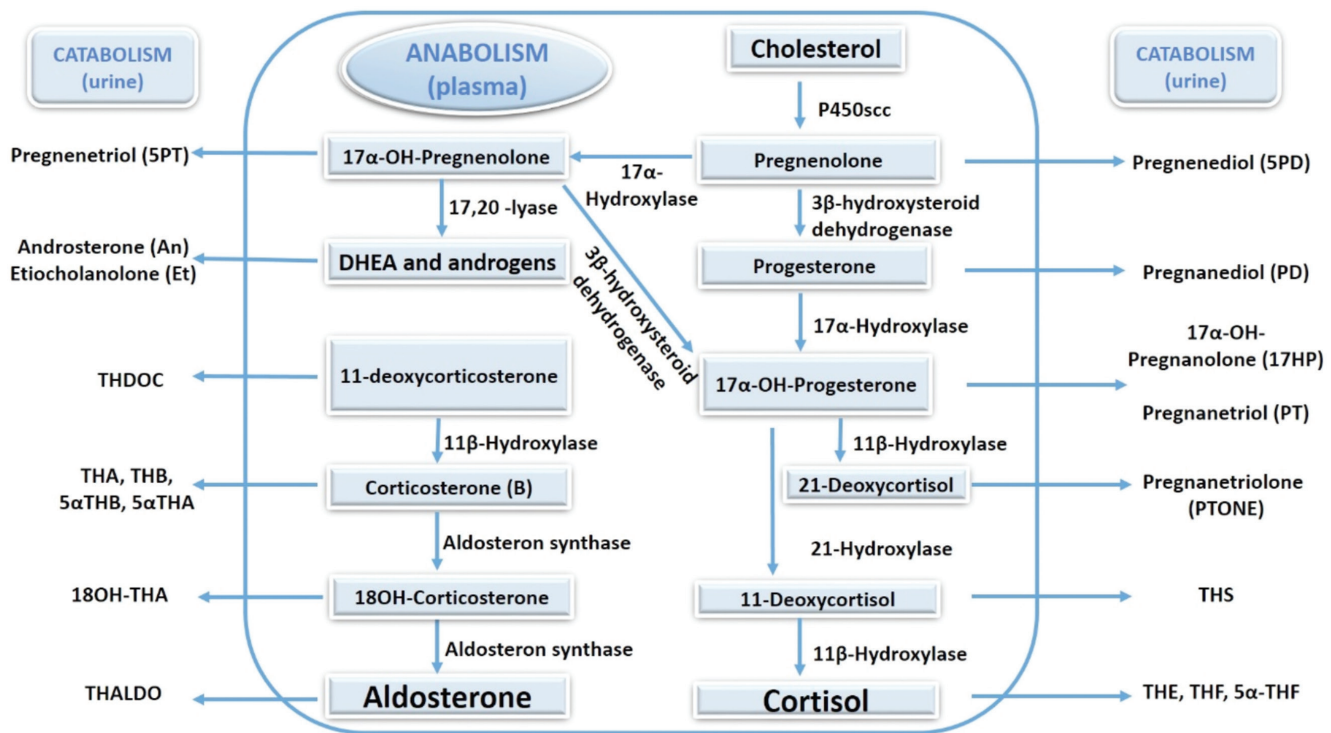 CATABOLISM
(urine)
ANABOLISM
(plasma)
Cholesterol
CATABOLISM
(urine)
P450scc
Pregnenetriol (5PT)
17α-OH-Pregnenolone
17α-
Hydroxylase
Pregnenolone
Pregnenediol (5PD)
17,20 -lyase
3β-hydroxysteroid
dehydrogenase
Androsterone (An)
Etiocholanolone (Et)
DHEA and androgens
3β-hydroxysteroid
dehydrogenase
Progesterone
Pregnanediol (PD)
17α-Hydroxylase
THDOC
11-deoxycorticosterone
17α-OH-Progesterone
17α-OH-
Pregnanolone (17HP)
Pregnanetriol (PT)
11β-Hydroxylase
11β-Hydroxylase
THA, THB,
5αTHB, 5αTHA
Corticosterone (B)
21-Deoxycortisol
Pregnanetriolone
(PTONE)
Aldosteron synthase
21-Hydroxylase
18OH-THA
18OH-Corticosterone
11-Deoxycortisol
THS
Aldosteron synthase
11β-Hydroxylase
THALDO
Aldosterone
Cortisol
THE, THF, 5α-THF